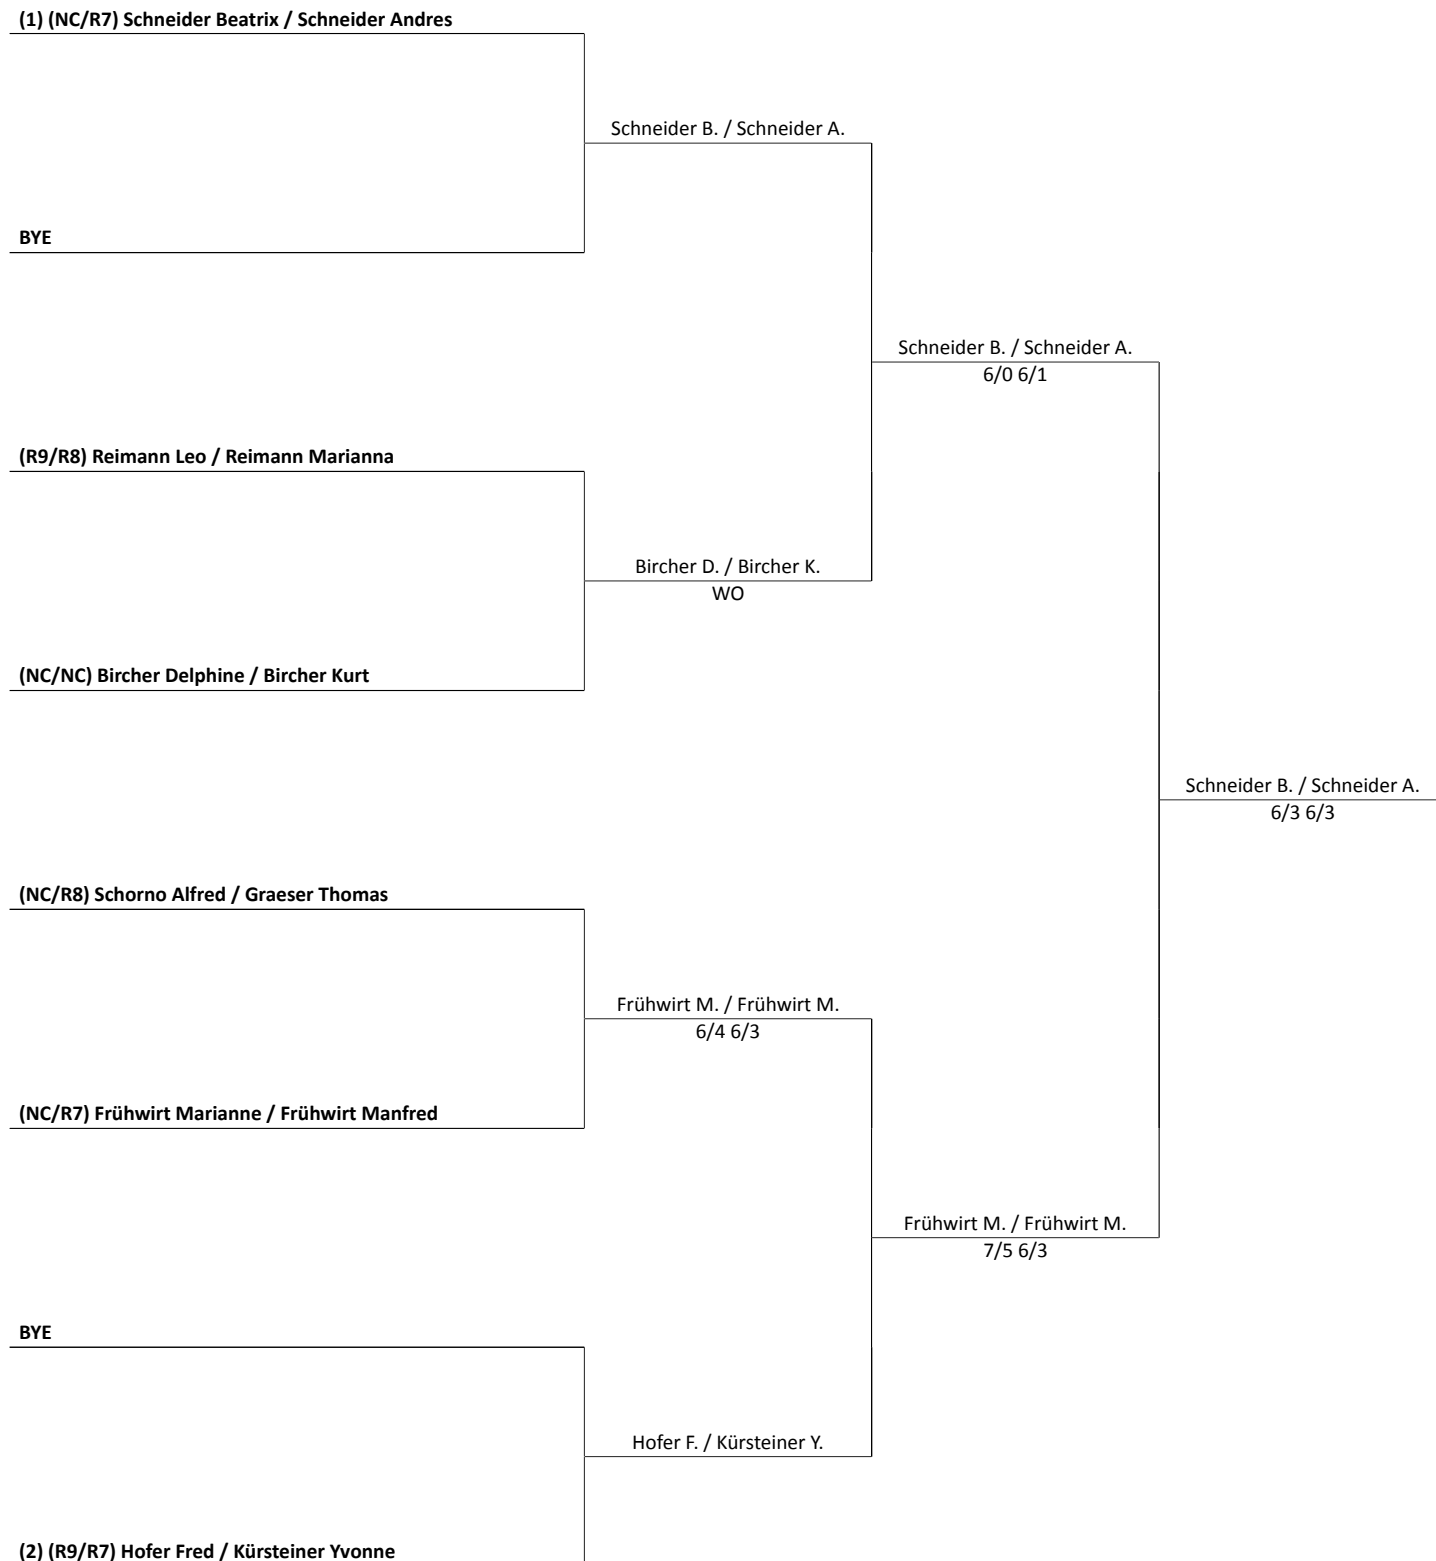 (1) (NC/R7) Schneider Beatrix / Schneider Andres
Schneider B. / Schneider A.
BYE
Schneider B. / Schneider A.
6/0 6/1
(R9/R8) Reimann Leo / Reimann Marianna
Bircher D. / Bircher K.
WO
(NC/NC) Bircher Delphine / Bircher Kurt
Schneider B. / Schneider A.
6/3 6/3
(NC/R8) Schorno Alfred / Graeser Thomas
Frühwirt M. / Frühwirt M.
6/4 6/3
(NC/R7) Frühwirt Marianne / Frühwirt Manfred
Frühwirt M. / Frühwirt M.
7/5 6/3
BYE
Hofer F. / Kürsteiner Y.
(2) (R9/R7) Hofer Fred / Kürsteiner Yvonne